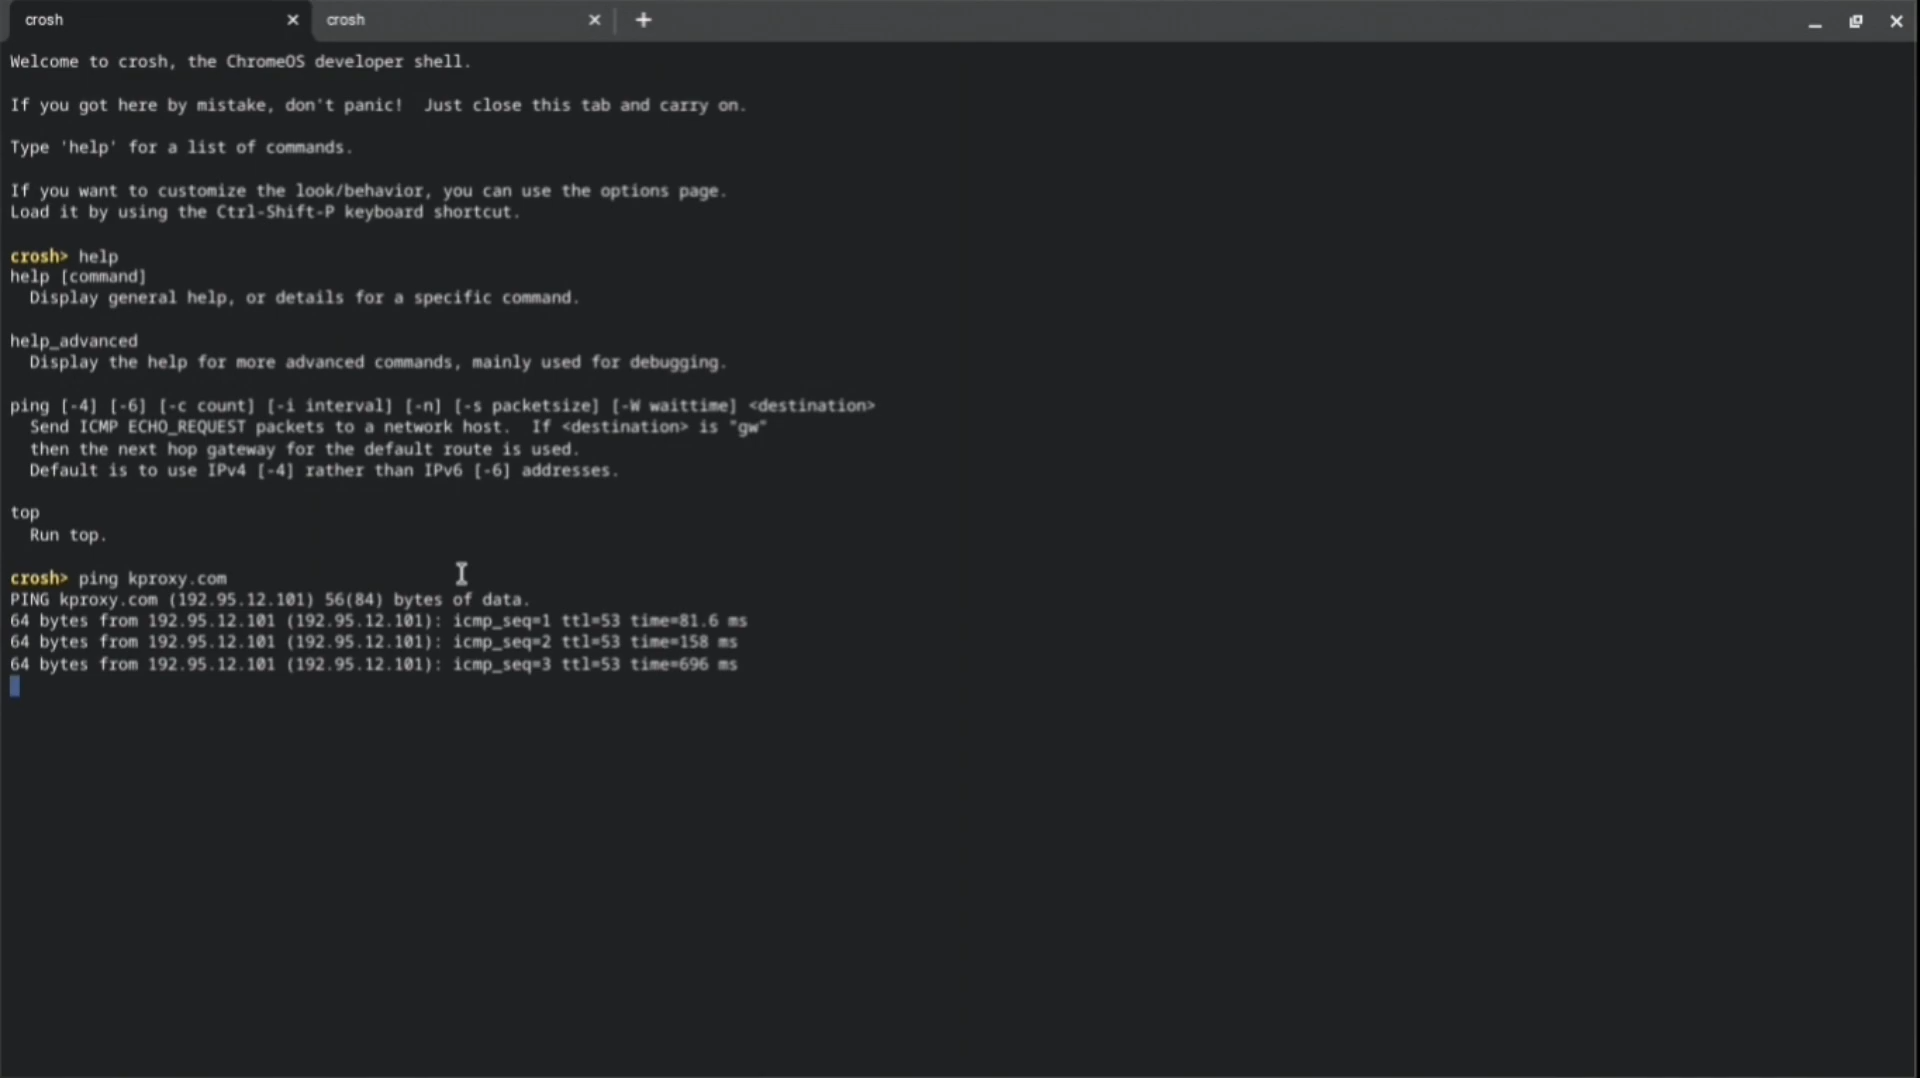 crosh
crosh
Welcome to crosh, the ChromeOS developer shell.
If you got here by mistake, don't panic!  Just close this tab and carry on.
Type 'help' for a list of commands.
If you want to customize the look/behavior, you can use the options page.
Load it by using the Ctrl-Shift-P keyboard shortcut.
crosh> help
help [command]
Display general help, or details for a specific command.
help_advanced
Display the help for more advanced commands, mainly used for debugging.
ping [-4] [-6] [-c count] [-i interval] [-n] [-s packetsize] [-W waittime] <destination>
Send ICMP ECHO_REQUEST packets to a network host.  If <destination> is "gw"
then the next hop gateway for the default route is used.
Default is to use IPv4 [-4] rather than IPv6 [-6] addresses.
top
Run top.
crosh> ping kproxy.com
PING kproxy.com (192.95.12.101) 56(84) bytes of data.
64 bytes from 192.95.12.101 (192.95.12.101): icmp_seq=1 ttl=53 time=81.6 ms
64 bytes from 192.95.12.101 (192.95.12.101): icmp_seq=2 ttl=53 time=158 ms
64 bytes from 192.95.12.101 (192.95.12.101): icmp_seq=3 ttl=53 time=696 ms